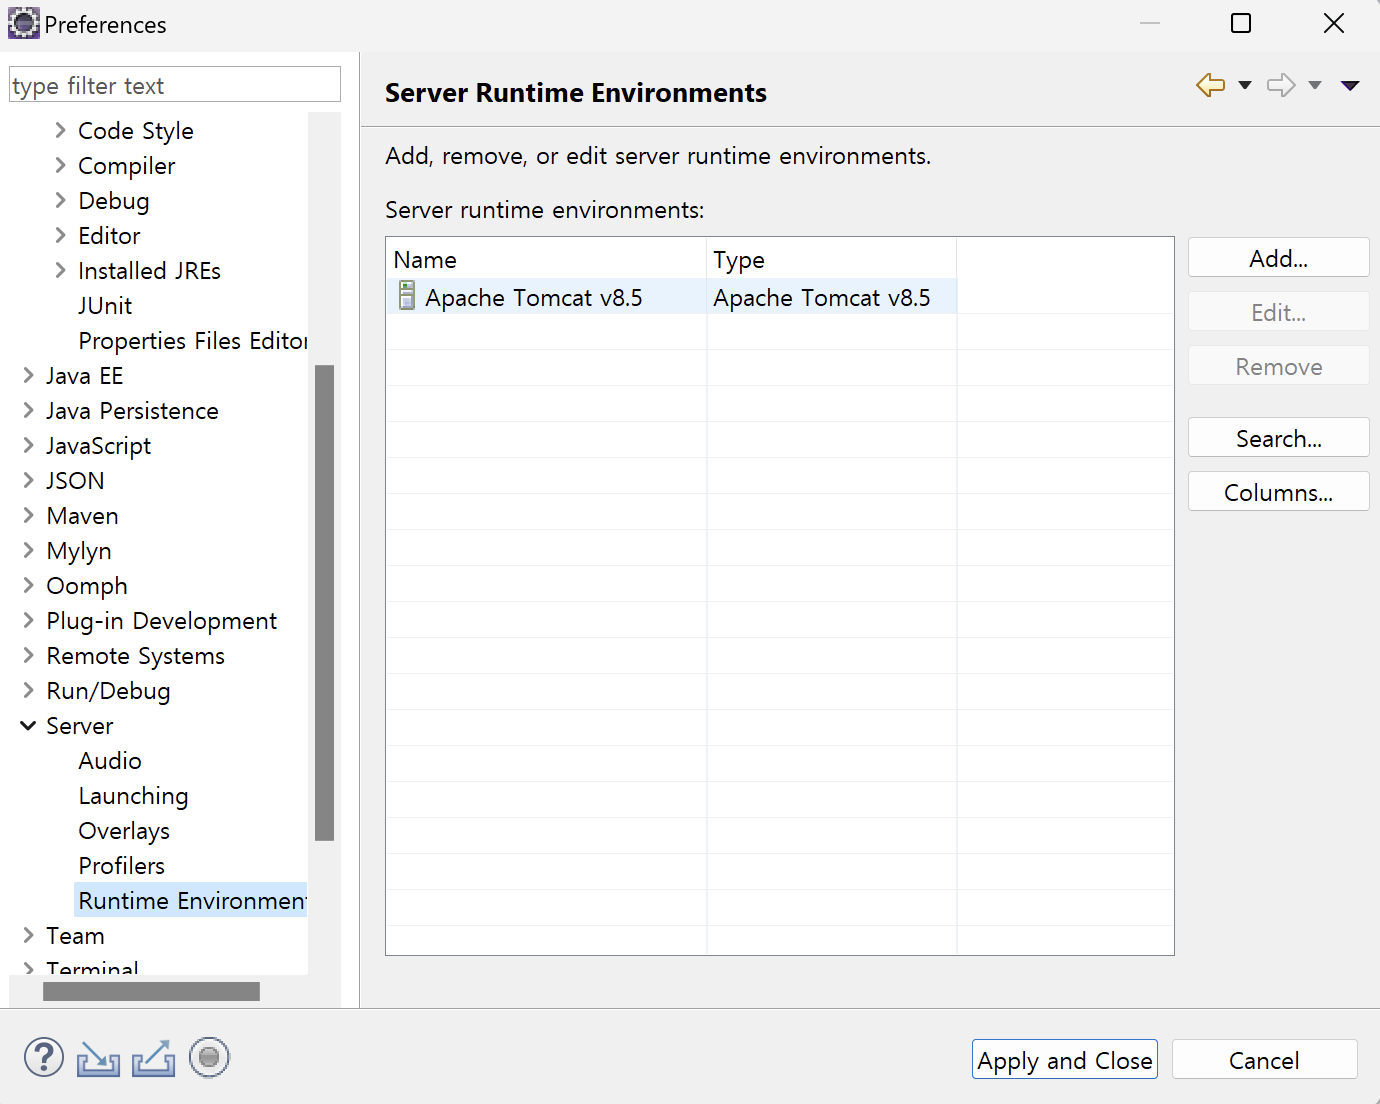 Preferences
type filter text
Code Style
Compiler
Debug
Editor
Installed JREs
JUnit
Properties Files Editor
Java EE
Java Persistence
JavaScript
JSON
Maven
Mylyn
Oomph
Plug-in Development
Remote Systems
Run/Debug
Server
Audio
Launching
Overlays
Profilers
Runtime Environment
Team
Terminal
Server Runtime Environments
Add, remove, or edit server runtime environments.
Server runtime environments:
Name Type
Apache Tomcat v8.5 Apache Tomcat v8.5
Add...
Edit...
Remove
Search...
Columns...
?
Apply and Close
Cancel